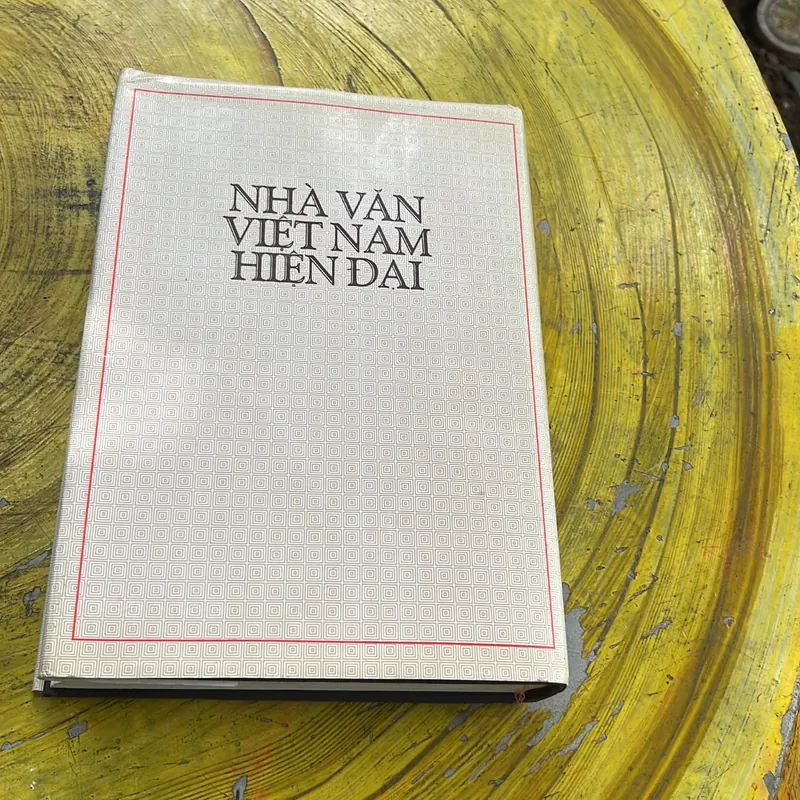 NHÀ VĂN
VIỆT NAM
HIỆN ĐẠI